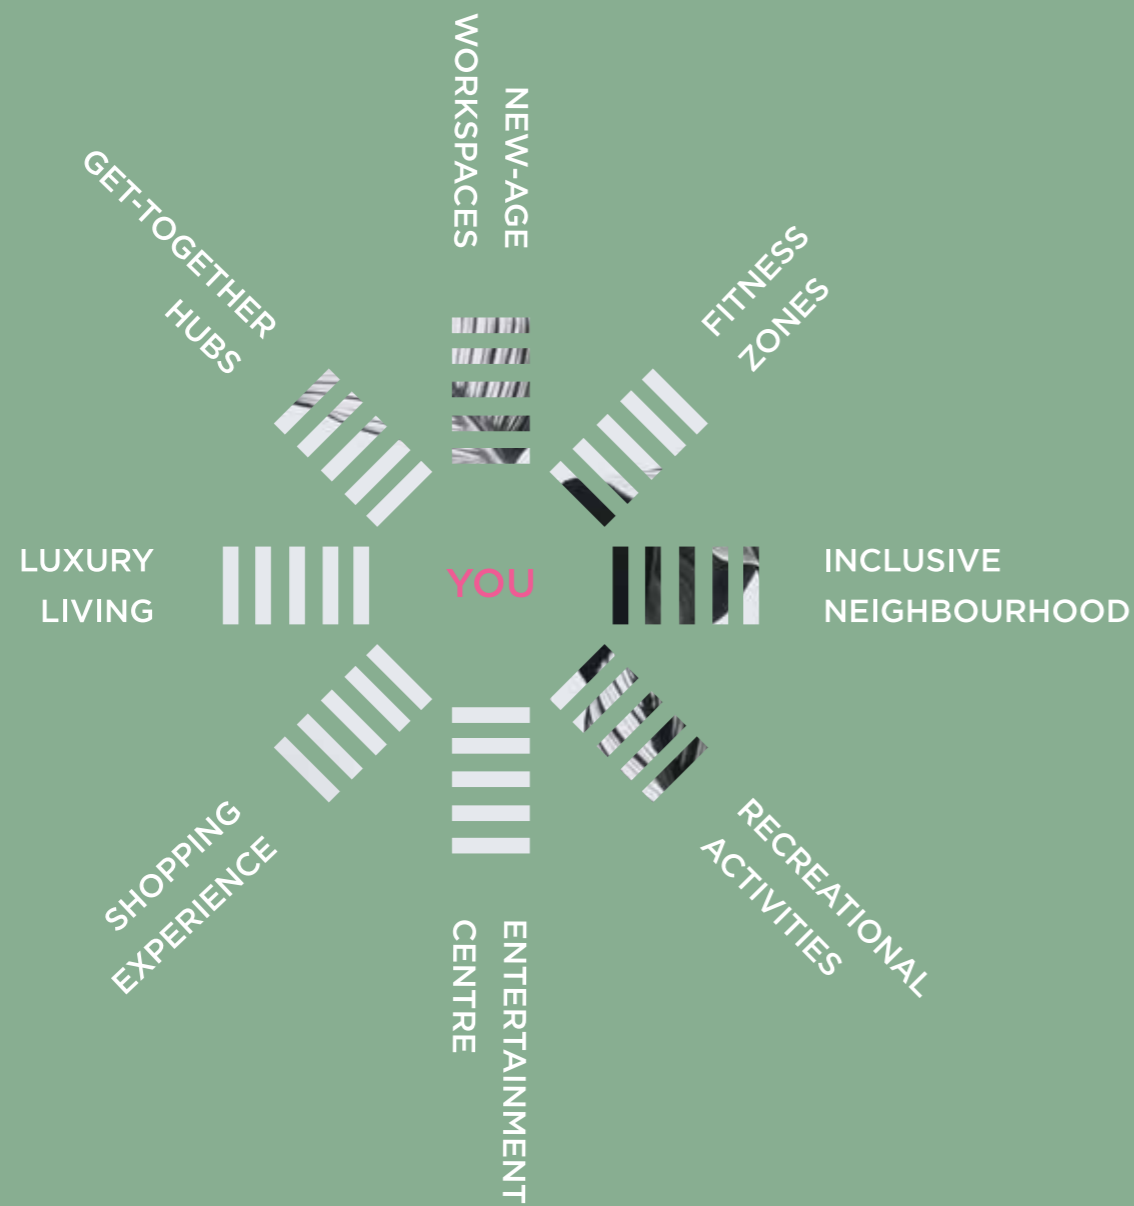 NEW-AGE
WORKSPACES
FITNESS
ZONES
INCLUSIVE
NEIGHBOURHOOD
RECREATIONAL
ACTIVITIES
ENTERTAINMENT
CENTRE
SHOPPING
EXPERIENCE
LUXURY
LIVING
GET-TOGETHER
HUBS
YOU